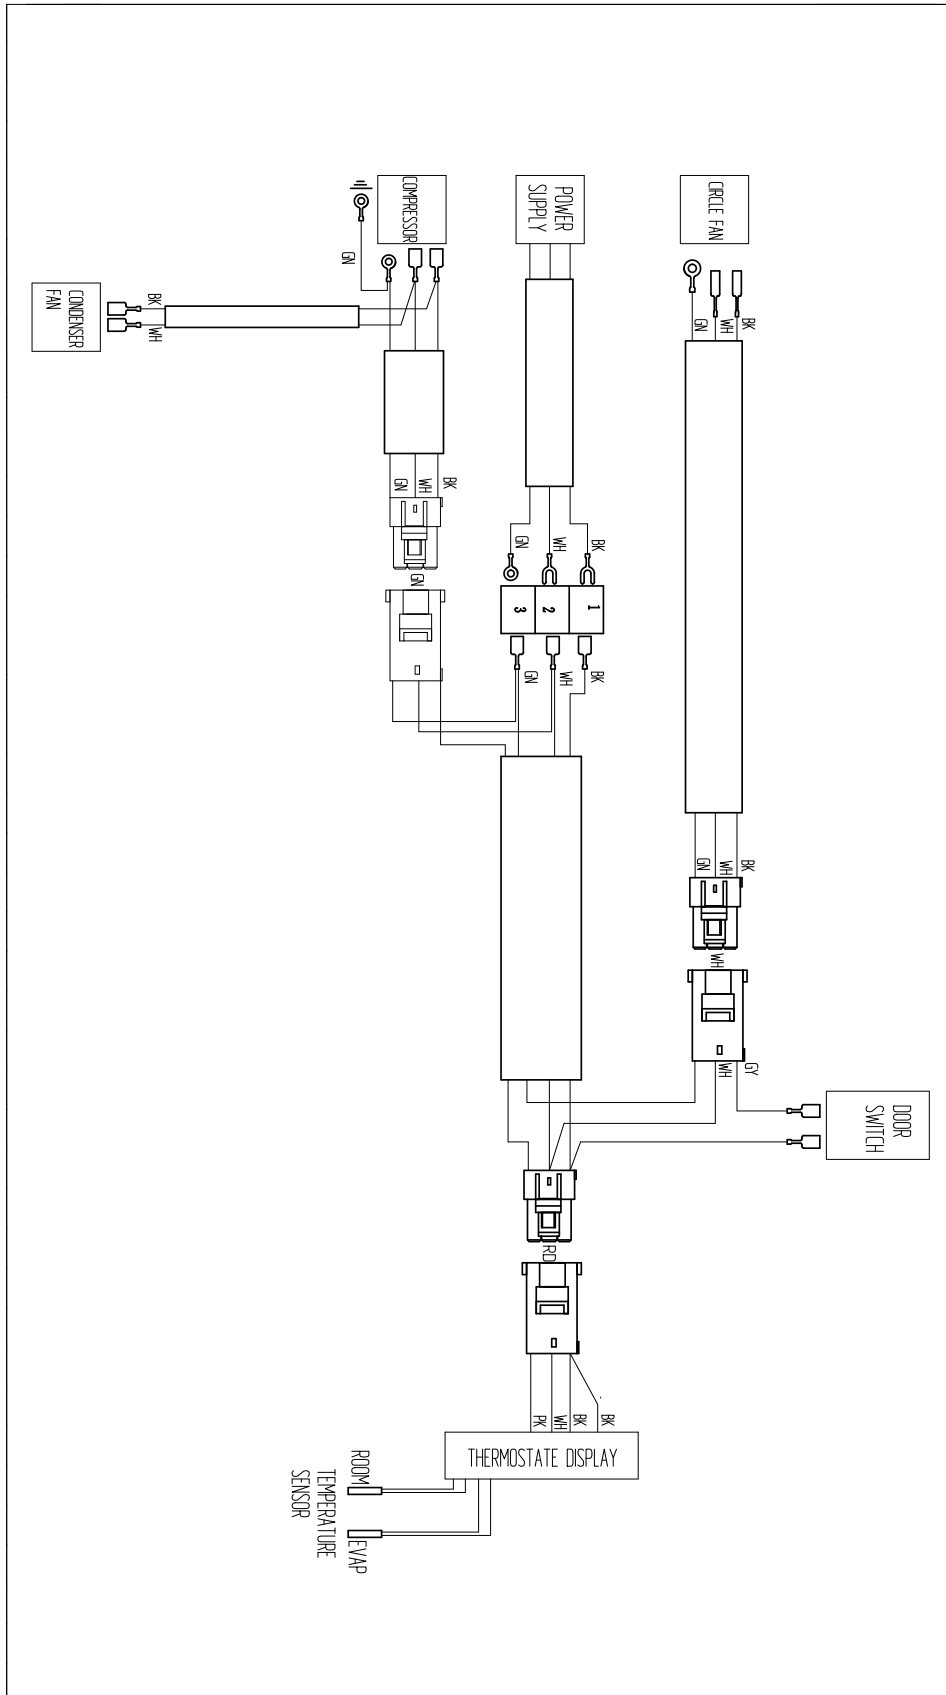 CIRCLE FAN
POWER
SUPPLY
COMPRESSOR
CONDENSER
FAN
GN
BK
WH
BK
WH
GN
BK
WH
GN
GN
BK
WH
GN
1
2
3
BK
WH
GN
BK
WH
GN
WH
GY
WH
DOOR
SWITCH
RD
BK
BK
WH
PK
THERMOSTATE DISPLAY
ROOM
EVAP
TEMPERATURE
SENSOR